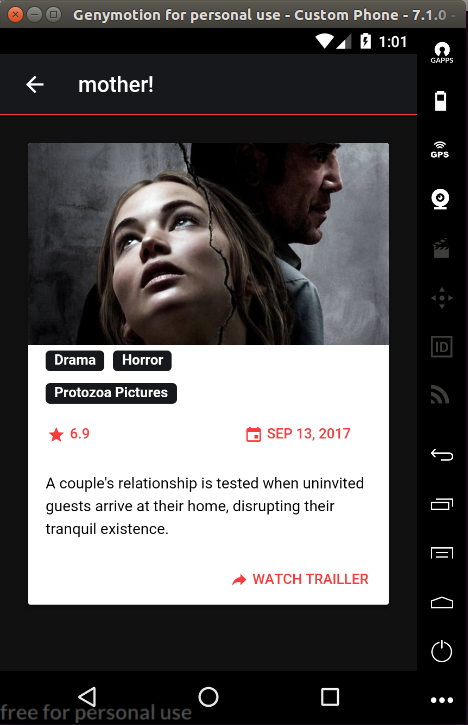 Genymotion for personal use - Custom Phone - 7.1.0 -
1:01
GAPPS
mother!
GPS
Drama Horror
Protozoa Pictures
6.9 SEP 13, 2017
ID
A couple's relationship is tested when uninvited
guests arrive at their home, disrupting their
tranquil existence.
WATCH TRAILLER
free for personal use